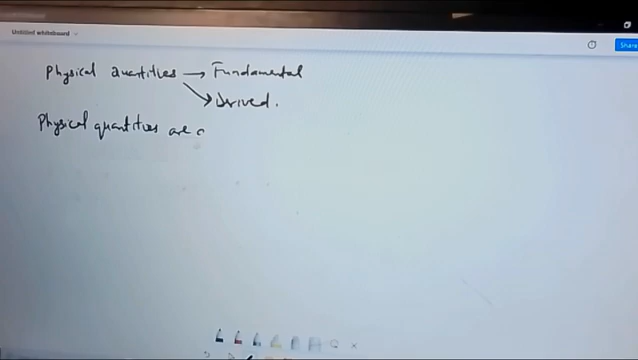 Untitled whiteboard
Share
Physical quantities → Fundamental
Derived.
Physical quantities are c